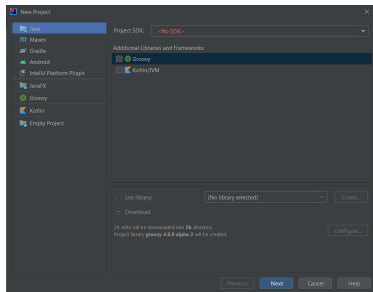 New Project
Java
Maven
Gradle
Android
IntelliJ Platform Plugin
JavaFX
Groovy
Kotlin
Empty Project
Project SDK: <No SDK>
Additional Libraries and Frameworks:
Groovy
Kotlin/JVM
Use library: [No library selected] Create...
Download
29 JARs will be downloaded into lib directory
Project library groovy-4.0.0-alpha-3 will be created
Configure...
Previous Next Cancel Help